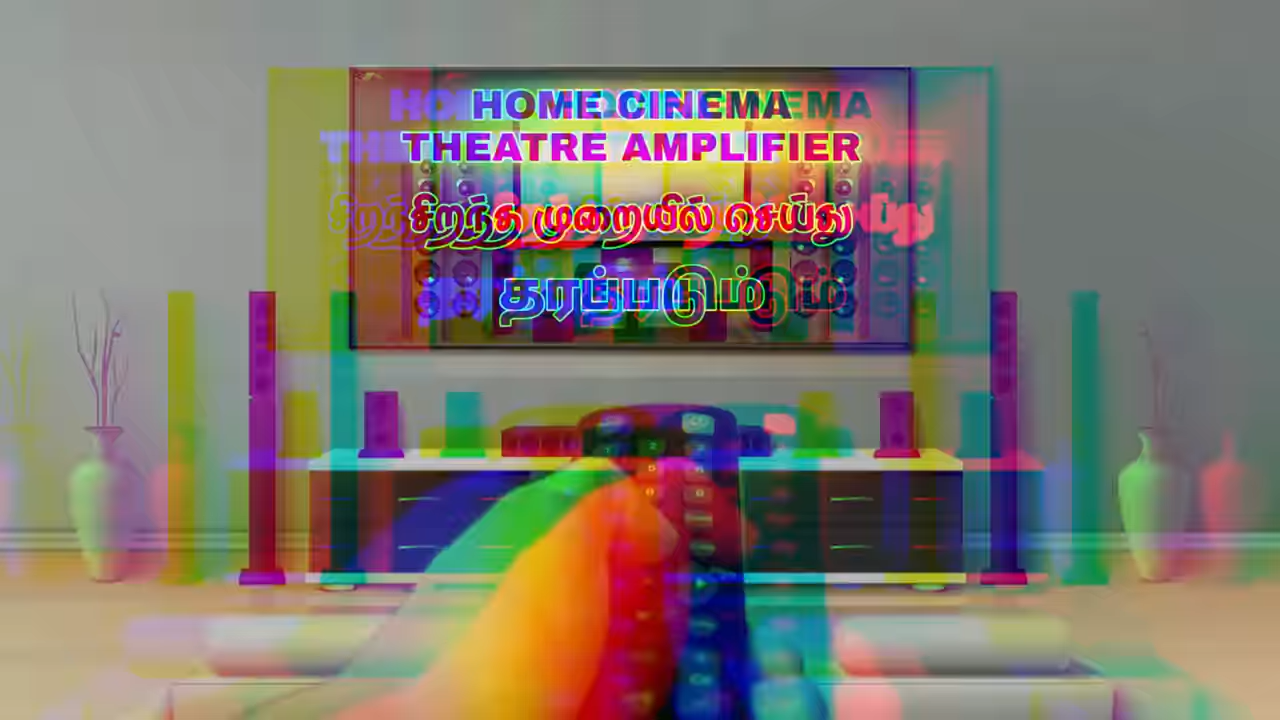 HOME CINEMA
THEATRE AMPLIFIER
சிறந்த முறையில் செய்து
தரப்படும்